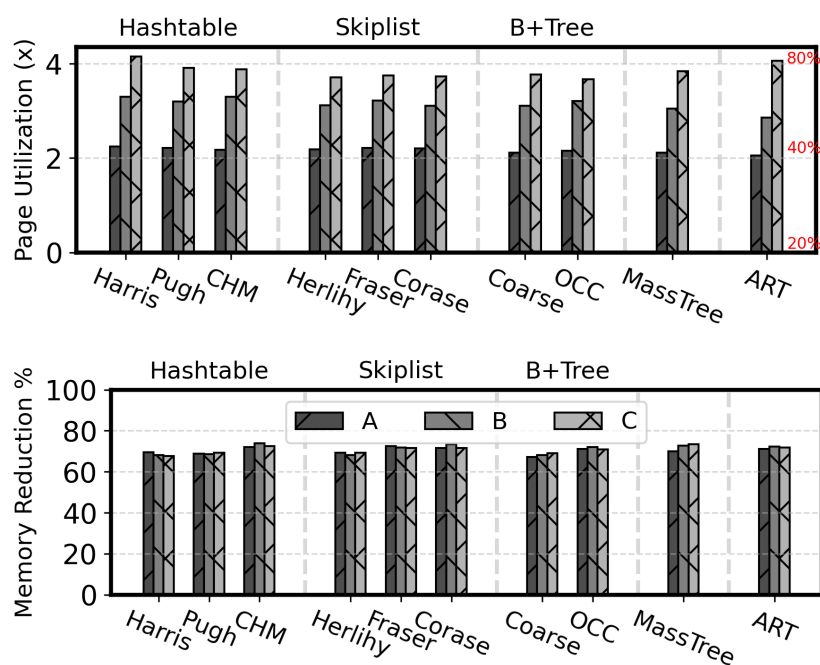 Hashtable Skiplist B+Tree
Page Utilization (x)
4
2
0
80%
40%
20%
Harris Pugh CHM Herlihy Fraser Corase Coarse OCC MassTree ART
Hashtable Skiplist B+Tree
Memory Reduction %
100
80
60
40
20
0
A B C
Harris Pugh CHM Herlihy Fraser Corase Coarse OCC MassTree ART